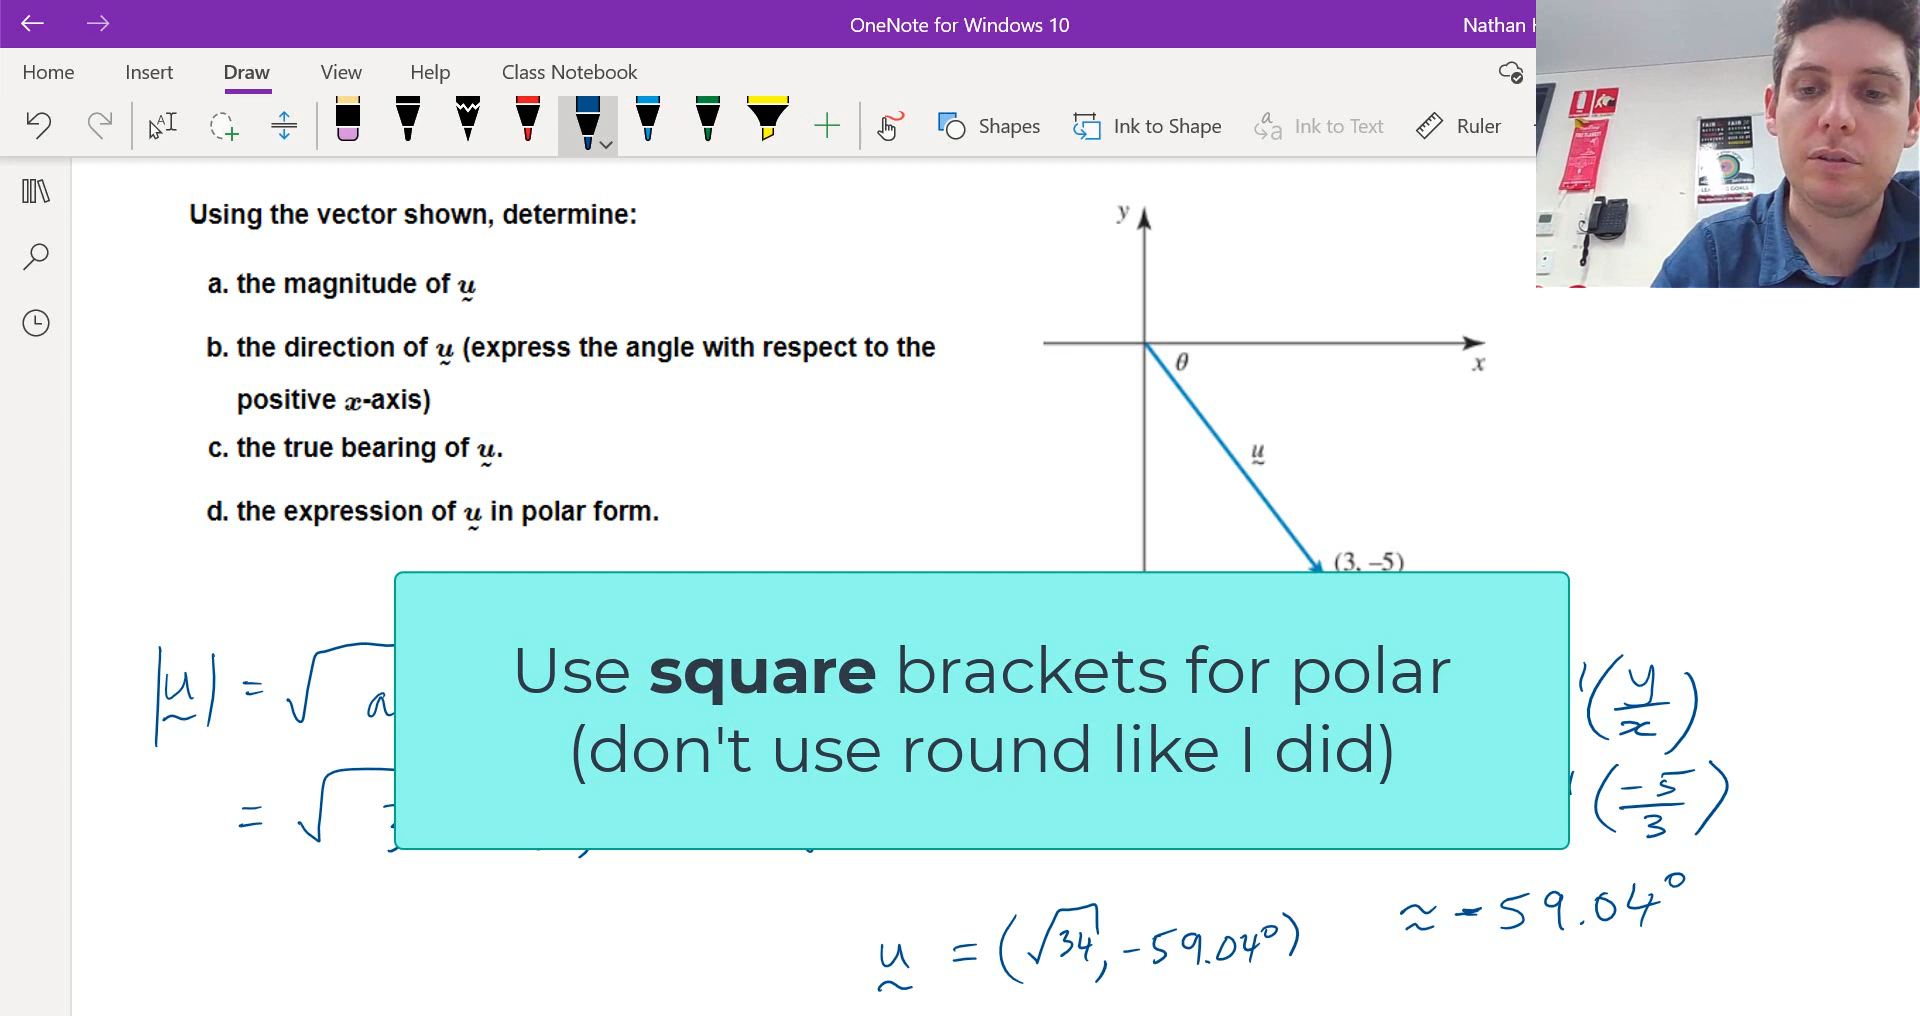 OneNote for Windows 10
Nathan
Home Insert Draw View Help Class Notebook
Shapes Ink to Shape Ink to Text Ruler
Using the vector shown, determine:
a. the magnitude of u
b. the direction of u (express the angle with respect to the
positive x-axis)
c. the true bearing of u.
d. the expression of u in polar form.
y
θ
x
u
(3, –5)
Use square brackets for polar
(don't use round like I did)
|u| = √ a
(y/x)
= √
(-5/3)
≈ -59.04°
u = (√34, -59.04°)